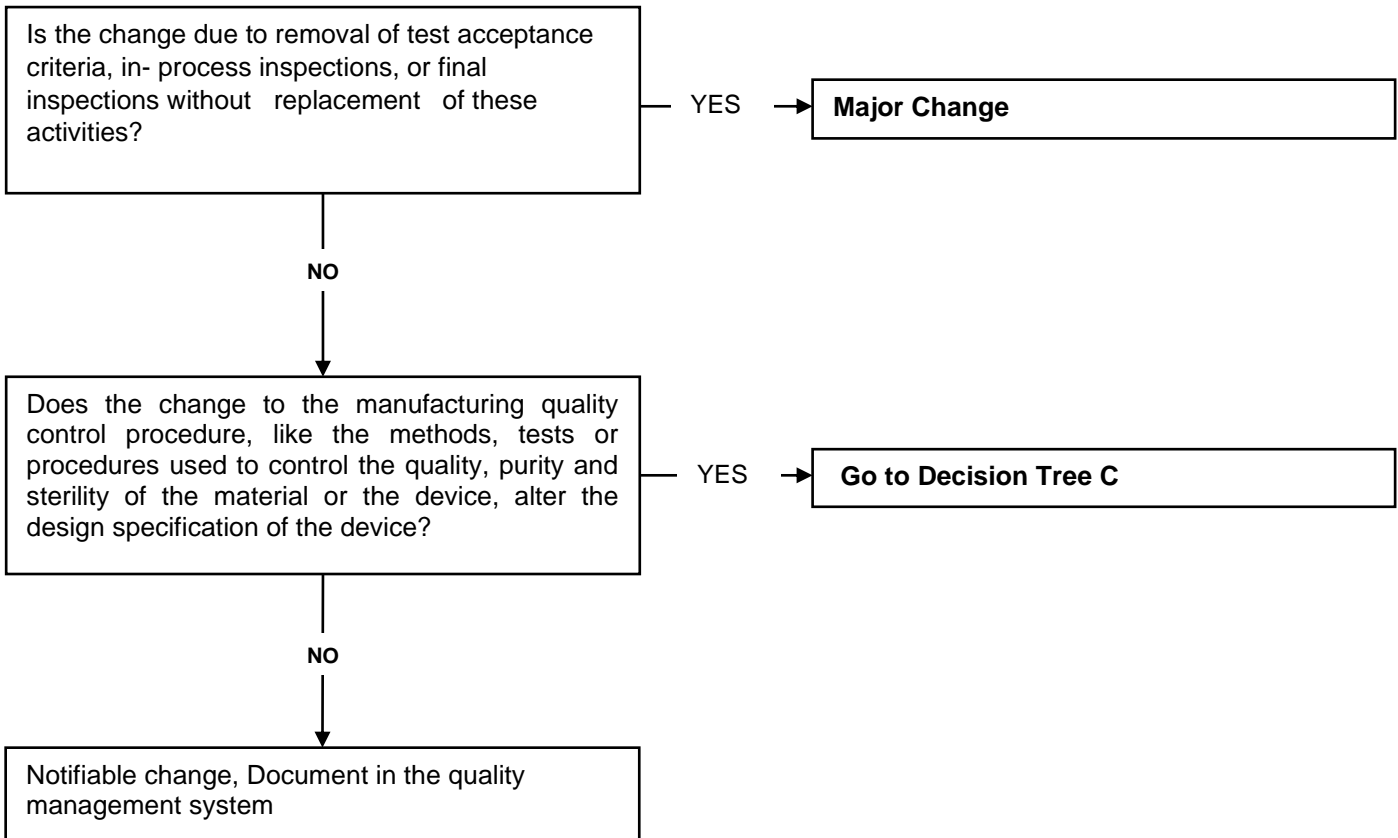 Is the change due to removal of test acceptance
criteria, in- process inspections, or final
inspections without replacement of these
activities?
YES
Major Change
NO
Does the change to the manufacturing quality
control procedure, like the methods, tests or
procedures used to control the quality, purity and
sterility of the material or the device, alter the
design specification of the device?
YES
Go to Decision Tree C
NO
Notifiable change, Document in the quality
management system